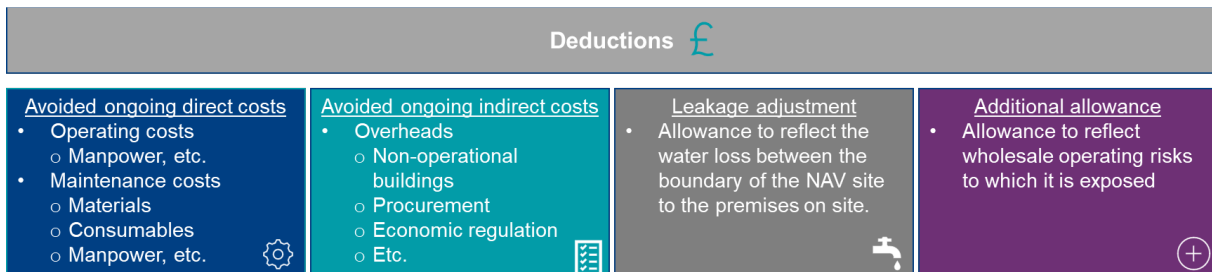 Deductions £
Avoided ongoing direct costs
• Operating costs
o Manpower, etc.
• Maintenance costs
o Materials
o Consumables
o Manpower, etc.
Avoided ongoing indirect costs
• Overheads
o Non-operational
buildings
o Procurement
o Economic regulation
o Etc.
Leakage adjustment
• Allowance to reflect the
water loss between the
boundary of the NAV site
to the premises on site.
Additional allowance
• Allowance to reflect
wholesale operating risks
to which it is exposed